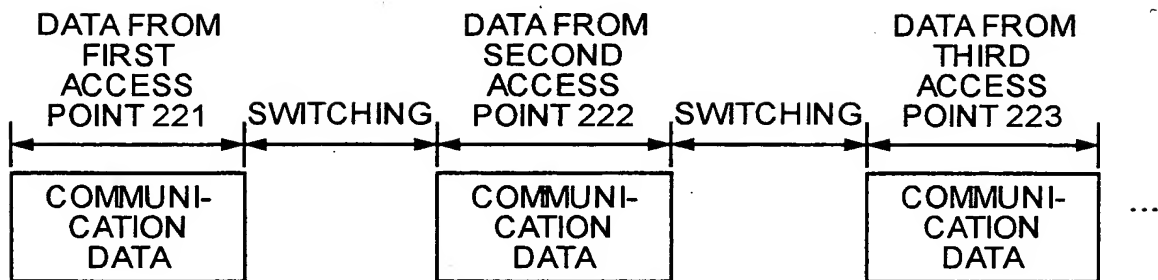 DATA FROM
FIRST
ACCESS
POINT 221
SWITCHING
DATA FROM
SECOND
ACCESS
POINT 222
SWITCHING
DATA FROM
THIRD
ACCESS
POINT 223
COMMUNI-
CATION
DATA
COMMUNI-
CATION
DATA
COMMUNI-
CATION
DATA
...